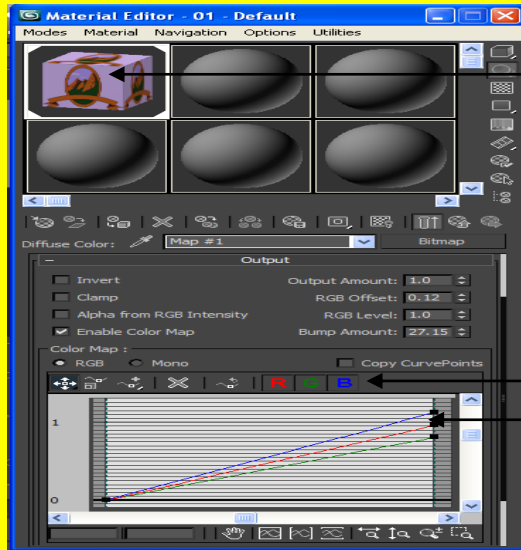 Material Editor - 01 - Default
Modes Material Navigation Options Utilities
Diffuse Color: Map #1 Bitmap
Output
Invert Output Amount: 1.0
Clamp RGB Offset: 0.12
Alpha from RGB Intensity RGB Level: 1.0
Enable Color Map Bump Amount: 27.15
Color Map :
RGB Mono Copy CurvePoints
R G B
1
0